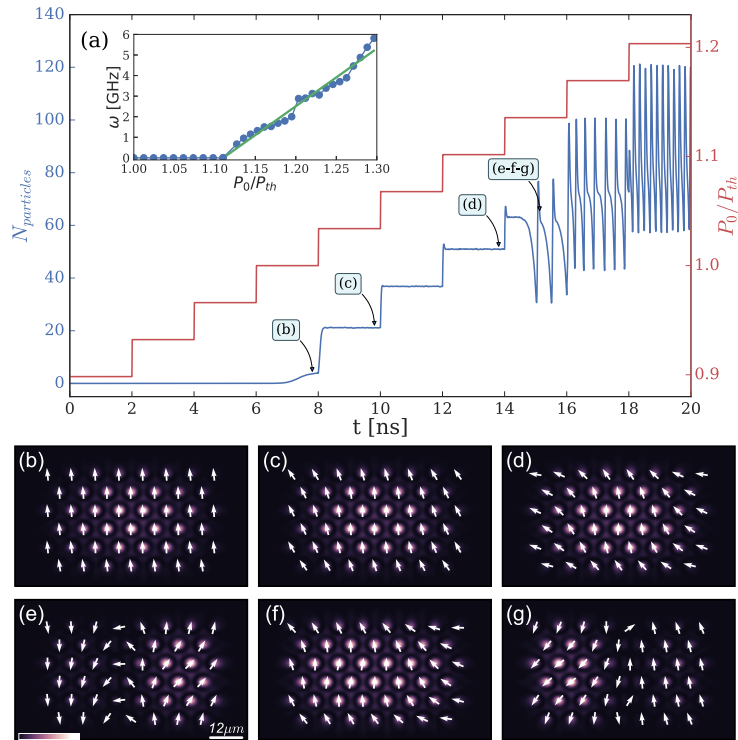 (a)
ω [GHz]
6
5
4
3
2
1
0
1.00 1.05 1.10 1.15 1.20 1.25 1.30
P₀/Pₜₕ
N_particles
140
120
100
80
60
40
20
0
(b)
(c)
(d)
(e-f-g)
1.2
1.1
1.0
0.9
P₀/Pₜₕ
0 2 4 6 8 10 12 14 16 18 20
t [ns]
(b)
(c)
(d)
(e)
(f)
(g)
12μm